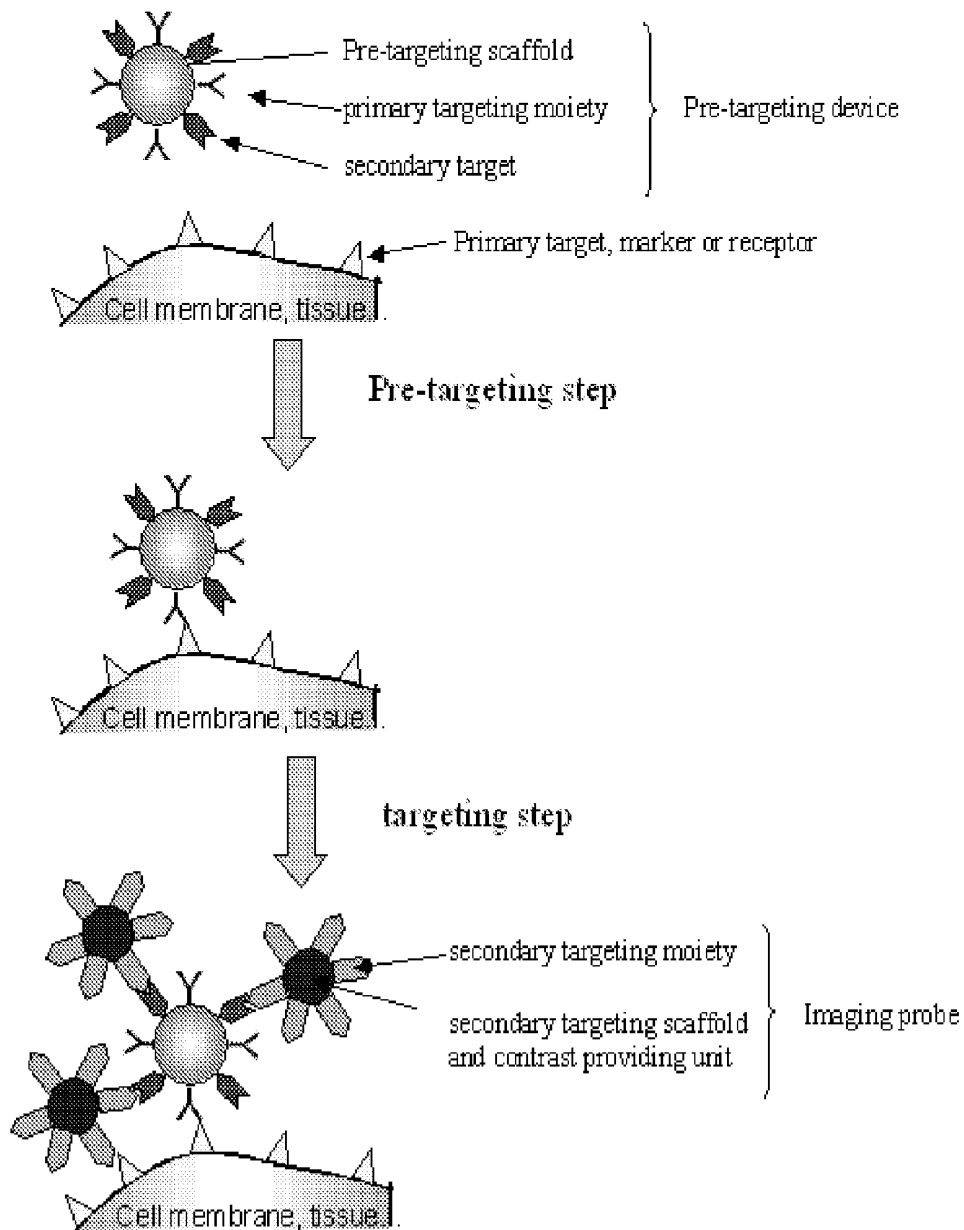 Pre-targeting scaffold
primary targeting moiety
Pre-targeting device
secondary target
Primary target, marker or receptor
Cell membrane, tissue...
Pre-targeting step
Cell membrane, tissue...
targeting step
secondary targeting moiety
secondary targeting scaffold
and contrast providing unit
Imaging probe
Cell membrane, tissue...